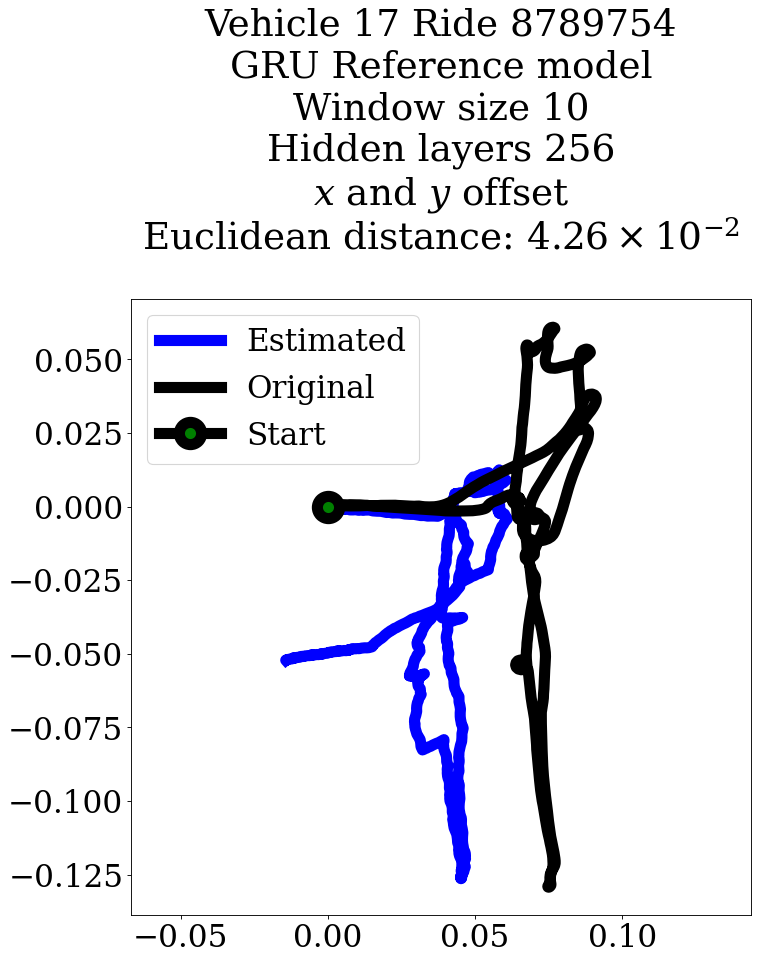 Vehicle 17 Ride 8789754
GRU Reference model
Window size 10
Hidden layers 256
x and y offset
Euclidean distance: 4.26 × 10⁻²
Estimated
Original
Start
0.050
0.025
0.000
−0.025
−0.050
−0.075
−0.100
−0.125
−0.05 0.00 0.05 0.10